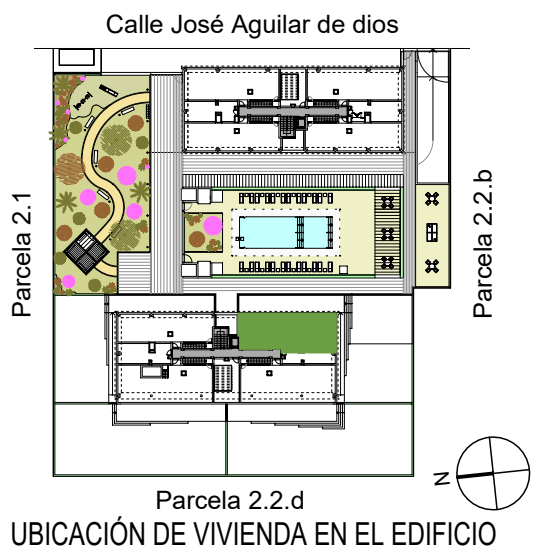 Calle José Aguilar de dios
Parcela 2.1
Parcela 2.2.b
N
Parcela 2.2.d
UBICACIÓN DE VIVIENDA EN EL EDIFICIO